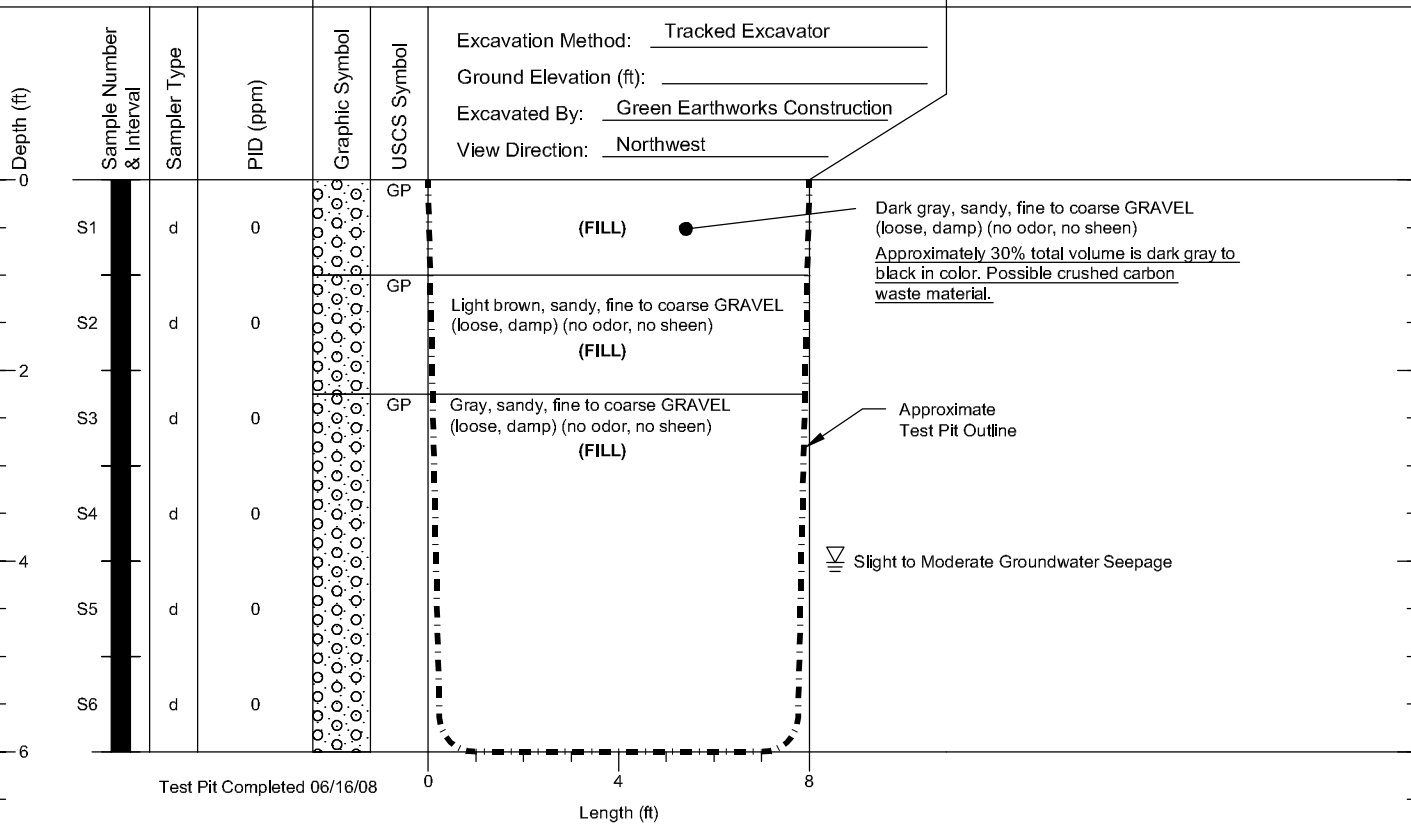 Depth (ft)
Sample Number
& Interval
Sampler Type
PID (ppm)
Graphic Symbol
USCS Symbol
Excavation Method: Tracked Excavator
Ground Elevation (ft):
Excavated By: Green Earthworks Construction
View Direction: Northwest
0
GP
S1 d 0
(FILL)
Dark gray, sandy, fine to coarse GRAVEL
(loose, damp) (no odor, no sheen)
Approximately 30% total volume is dark gray to
black in color. Possible crushed carbon
waste material.
GP
S2 d 0
Light brown, sandy, fine to coarse GRAVEL
(loose, damp) (no odor, no sheen)
(FILL)
2
GP
S3 d 0
Gray, sandy, fine to coarse GRAVEL
(loose, damp) (no odor, no sheen)
(FILL)
Approximate
Test Pit Outline
S4 d 0
4
Slight to Moderate Groundwater Seepage
S5 d 0
S6 d 0
6
Test Pit Completed 06/16/08
0 4 8
Length (ft)